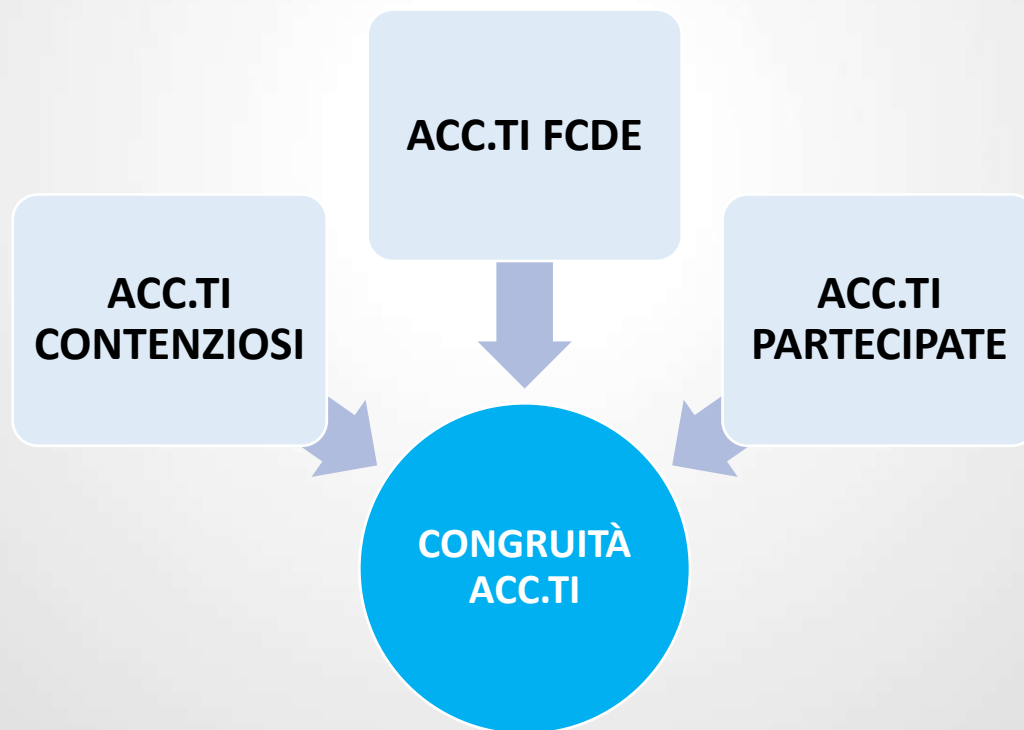 ACC.TI FCDE
ACC.TI
CONTENZIOSI
ACC.TI
PARTECIPATE
CONGRUITÀ
ACC.TI